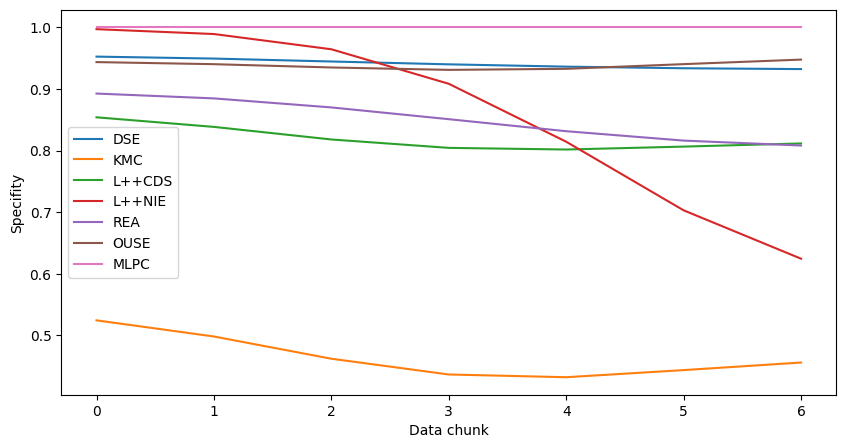 1.0
0.9
0.8
0.7
0.6
0.5
Specifity
DSE
KMC
L++CDS
L++NIE
REA
OUSE
MLPC
0 1 2 3 4 5 6
Data chunk